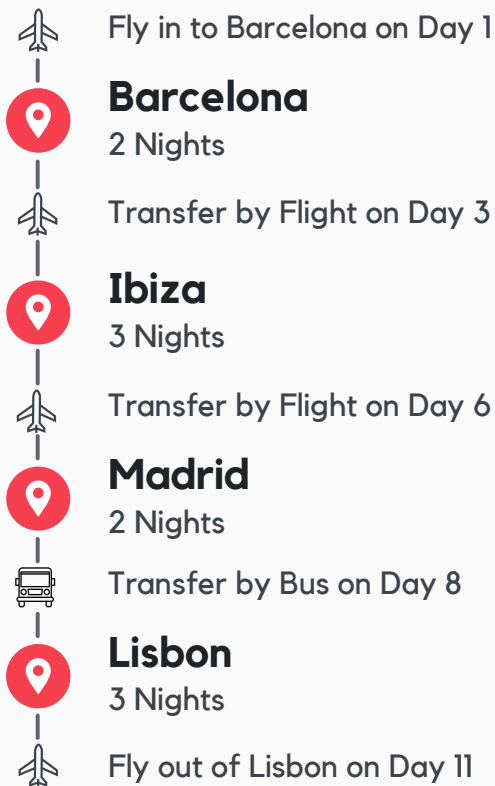 Fly in to Barcelona on Day 1
Barcelona
2 Nights
Transfer by Flight on Day 3
Ibiza
3 Nights
Transfer by Flight on Day 6
Madrid
2 Nights
Transfer by Bus on Day 8
Lisbon
3 Nights
Fly out of Lisbon on Day 11